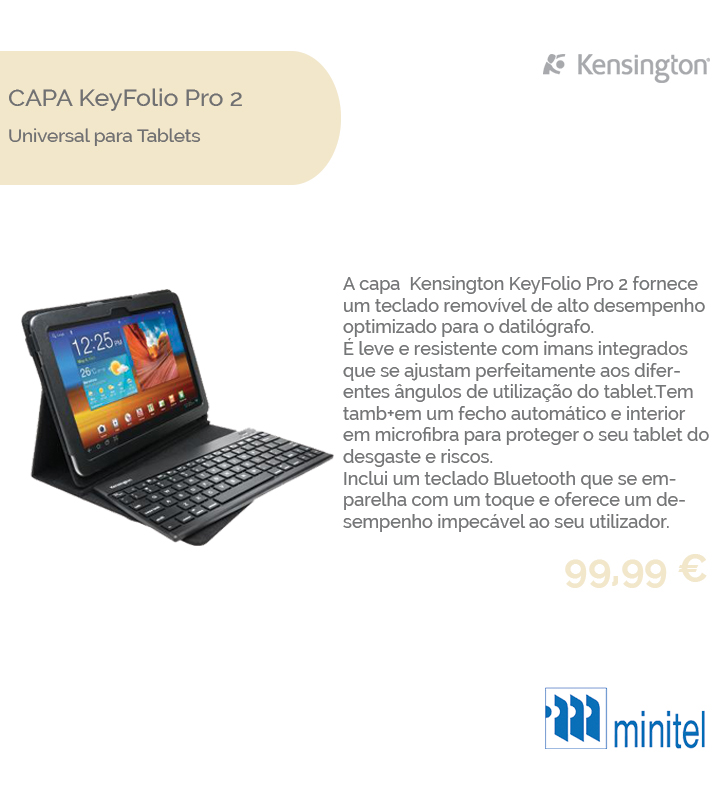 Kensington
CAPA KeyFolio Pro 2
Universal para Tablets
A capa  Kensington KeyFolio Pro 2 fornece
um teclado removível de alto desempenho
optimizado para o datilógrafo.
É leve e resistente com imans integrados
que se ajustam perfeitamente aos difer-
entes ângulos de utilização do tablet.Tem
tamb+em um fecho automático e interior
em microfibra para proteger o seu tablet do
desgaste e riscos.
Inclui um teclado Bluetooth que se em-
parelha com um toque e oferece um de-
sempenho impecável ao seu utilizador.
12:25 PM
Kensington
99,99 €
minitel